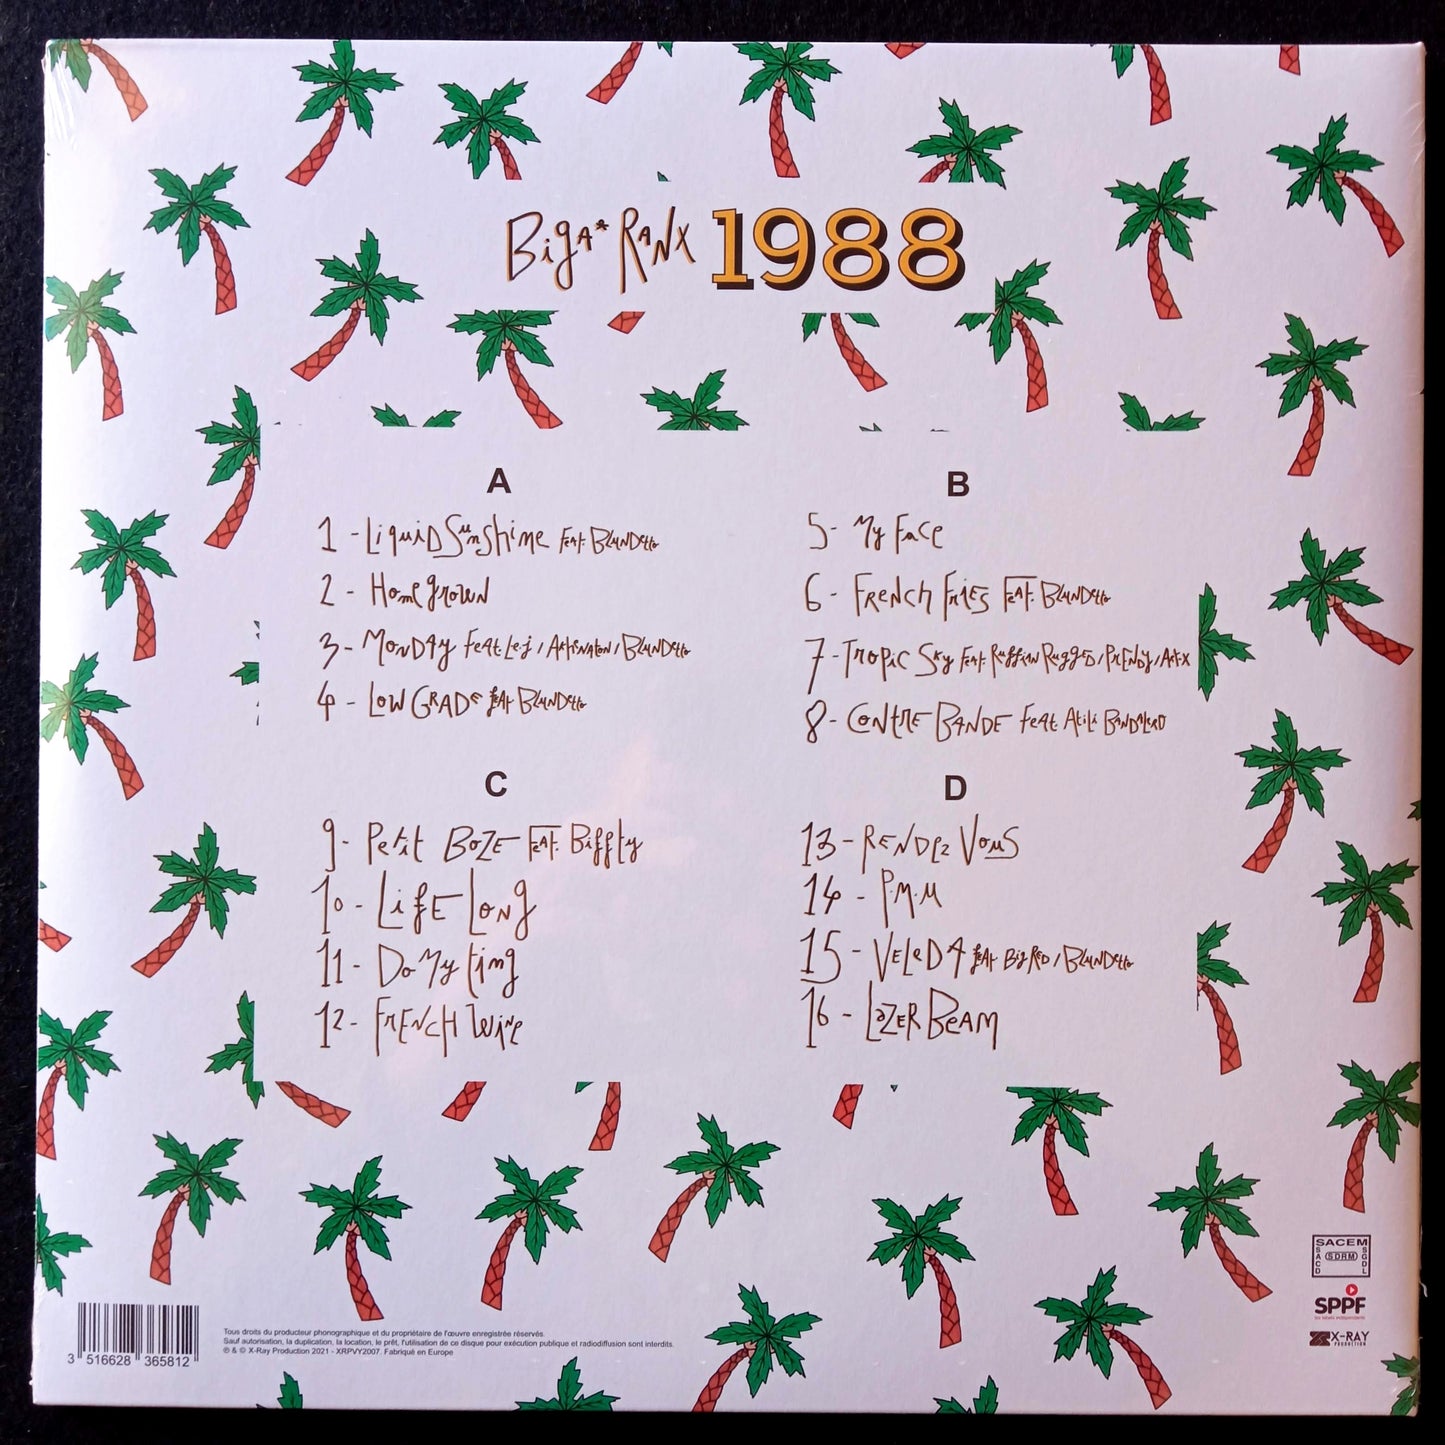 Biga* Ranx 1988
A
1 - Liquid Sunshine feat Blundetto
2 - Homegrown
3 - Monday feat. Lej / Akhenaton / Blundetto
4 - Low Grade feat Blundetto
B
5 - My Face
6 - French Fries feat. Blundetto
7 - Tropic Sky feat. Ruffian Rugged / Prendy / Art-X
8 - Contre Bande feat. Atili Bandalero
C
9 - Petit Boze feat. Biffty
10 - Life Long
11 - Do My ting
12 - French Wine
D
13 - Rendez Vous
14 - P.M.U
15 - Veleda feat Big Red / Blundetto
16 - Lazer Beam
SACEM
SACD
SDRM
SGDL
SPPF
les labels indépendants
X-RAY
PRODUCTION
3 516628 365812
Tous droits du producteur phonographique et du propriétaire de l'œuvre enregistrée réservés.
Sauf autorisation, la duplication, la location, le prêt, l'utilisation de ce disque pour exécution publique et radiodiffusion sont interdits.
℗ & © X-Ray Production 2021 - XRPVY2007. Fabriqué en Europe